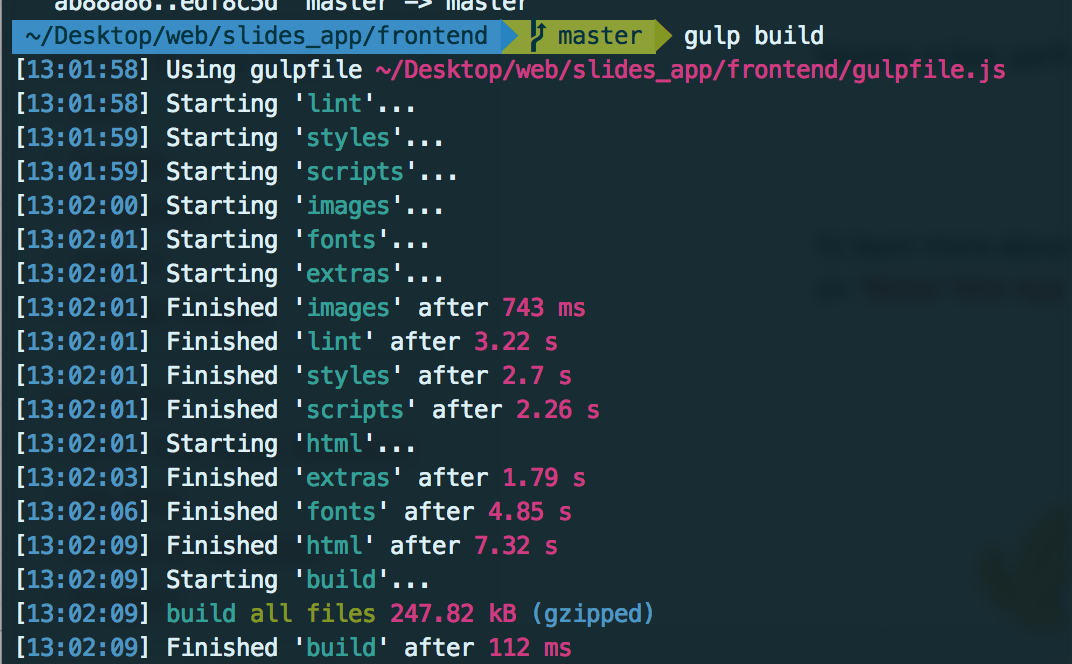 ab88a86..edf8c5d  master -> master
~/Desktop/web/slides_app/frontend  master  gulp build
[13:01:58] Using gulpfile ~/Desktop/web/slides_app/frontend/gulpfile.js
[13:01:58] Starting 'lint'...
[13:01:59] Starting 'styles'...
[13:01:59] Starting 'scripts'...
[13:02:00] Starting 'images'...
[13:02:01] Starting 'fonts'...
[13:02:01] Starting 'extras'...
[13:02:01] Finished 'images' after 743 ms
[13:02:01] Finished 'lint' after 3.22 s
[13:02:01] Finished 'styles' after 2.7 s
[13:02:01] Finished 'scripts' after 2.26 s
[13:02:01] Starting 'html'...
[13:02:03] Finished 'extras' after 1.79 s
[13:02:06] Finished 'fonts' after 4.85 s
[13:02:09] Finished 'html' after 7.32 s
[13:02:09] Starting 'build'...
[13:02:09] build all files 247.82 kB (gzipped)
[13:02:09] Finished 'build' after 112 ms